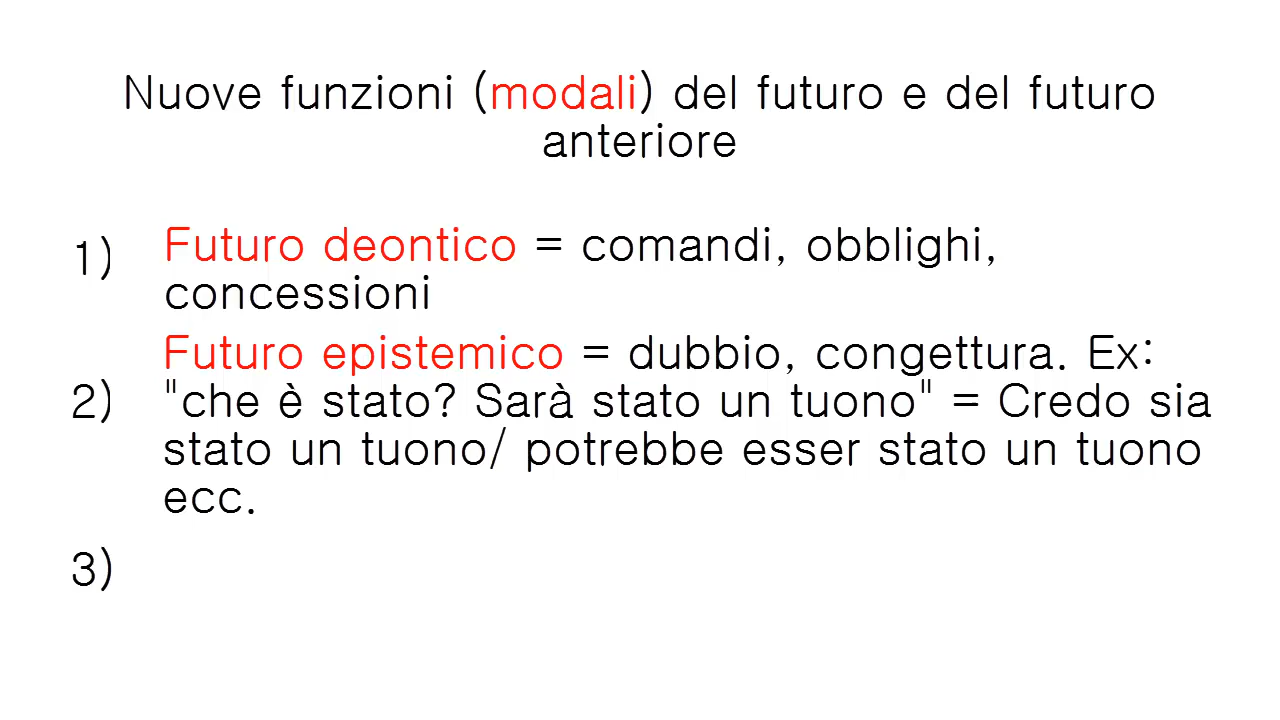 Nuove funzioni (modali) del futuro e del futuro
anteriore
1) Futuro deontico = comandi, obblighi,
concessioni
Futuro epistemico = dubbio, congettura. Ex:
2) "che è stato? Sarà stato un tuono" = Credo sia
stato un tuono/ potrebbe esser stato un tuono
ecc.
3)